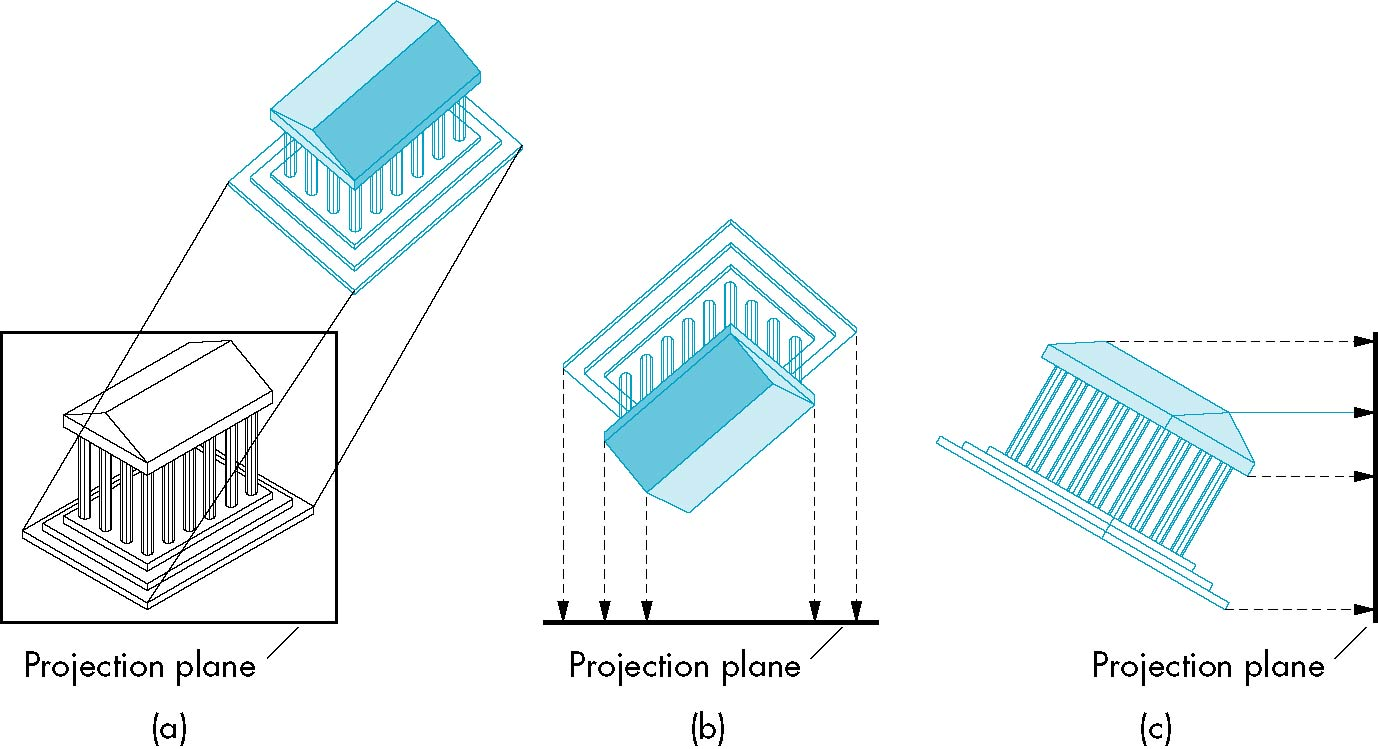 Projection plane
Projection plane
Projection plane
(a)
(b)
(c)